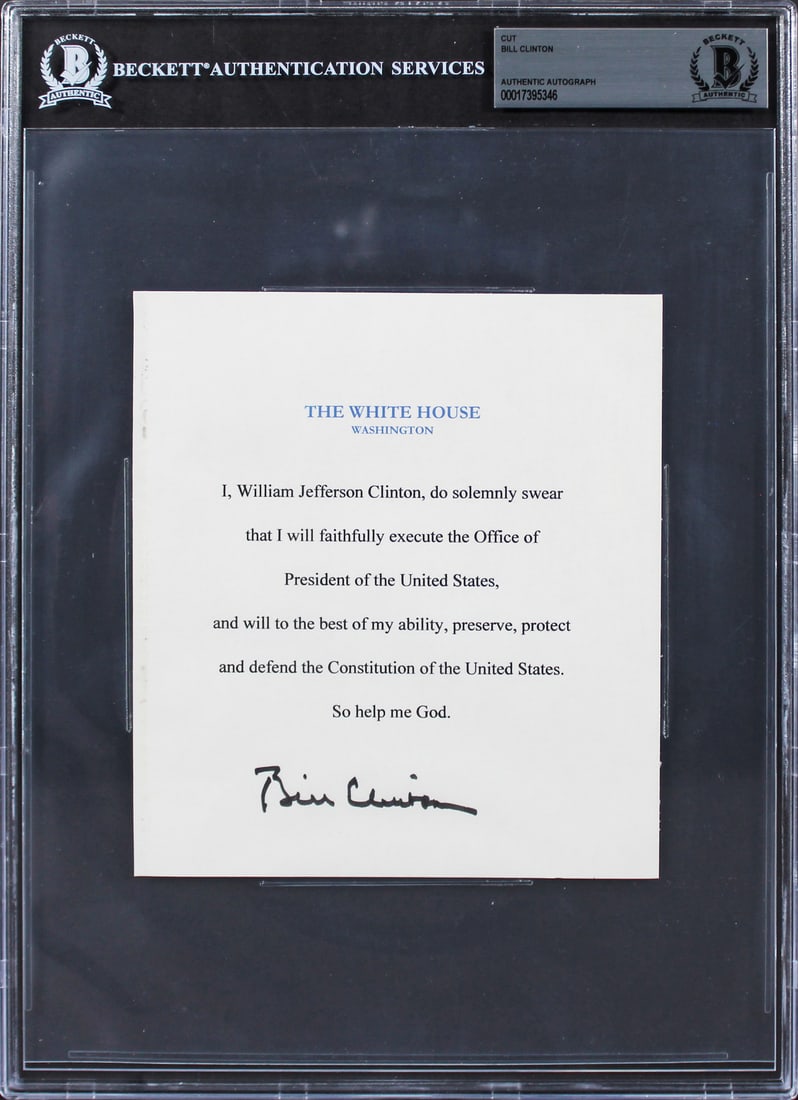 BECKETT
B
AUTHENTIC
BECKETT® AUTHENTICATION SERVICES
CUT
BILL CLINTON
AUTHENTIC AUTOGRAPH
00017395346
BECKETT
B
AUTHENTIC
THE WHITE HOUSE
WASHINGTON
I, William Jefferson Clinton, do solemnly swear
that I will faithfully execute the Office of
President of the United States,
and will to the best of my ability, preserve, protect
and defend the Constitution of the United States.
So help me God.
Bill Clinton